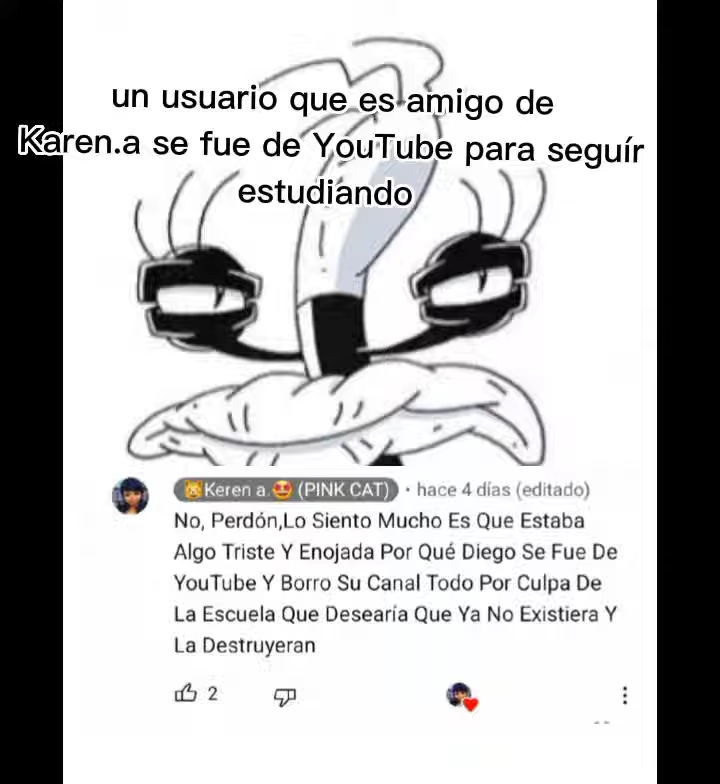 un usuario que es amigo de
Karen.a se fue de YouTube para seguír
estudiando
Keren a. (PINK CAT) · hace 4 días (editado)
No, Perdón,Lo Siento Mucho Es Que Estaba
Algo Triste Y Enojada Por Qué Diego Se Fue De
YouTube Y Borro Su Canal Todo Por Culpa De
La Escuela Que Desearía Que Ya No Existiera Y
La Destruyeran
2